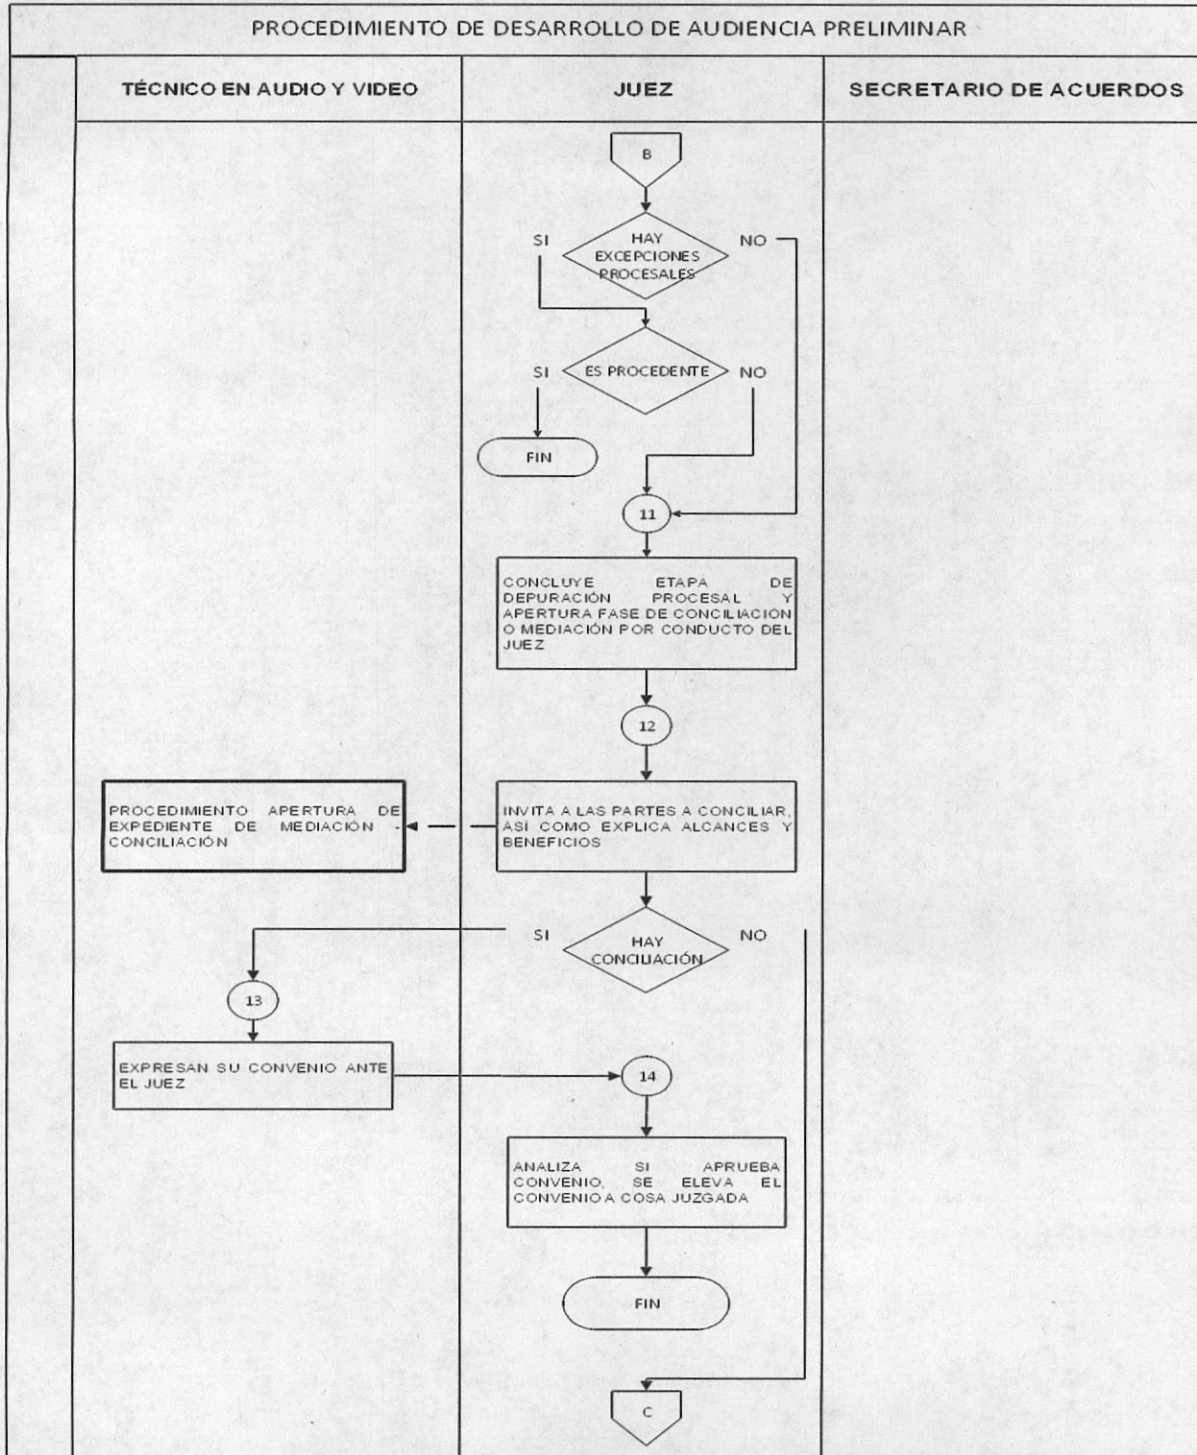 PROCEDIMIENTO DE DESARROLLO DE AUDIENCIA PRELIMINAR
TÉCNICO EN AUDIO Y VIDEO
JUEZ
SECRETARIO DE ACUERDOS
B
SI
HAY
EXCEPCIONES
PROCESALES
NO
SI
ES PROCEDENTE
NO
FIN
11
CONCLUYE ETAPA DE
DEPURACIÓN PROCESAL Y
APERTURA FASE DE CONCILIACIÓN
O MEDIACIÓN POR CONDUCTO DEL
JUEZ
12
PROCEDIMIENTO APERTURA DE
EXPEDIENTE DE MEDIACIÓN -
CONCILIACIÓN
INVITA A LAS PARTES A CONCILIAR,
ASÍ COMO EXPLICA ALCANCES Y
BENEFICIOS
SI
HAY
CONCILIACIÓN
NO
13
EXPRESAN SU CONVENIO ANTE
EL JUEZ
14
ANALIZA SI APRUEBA
CONVENIO, SE ELEVA EL
CONVENIO A COSA JUZGADA
FIN
C